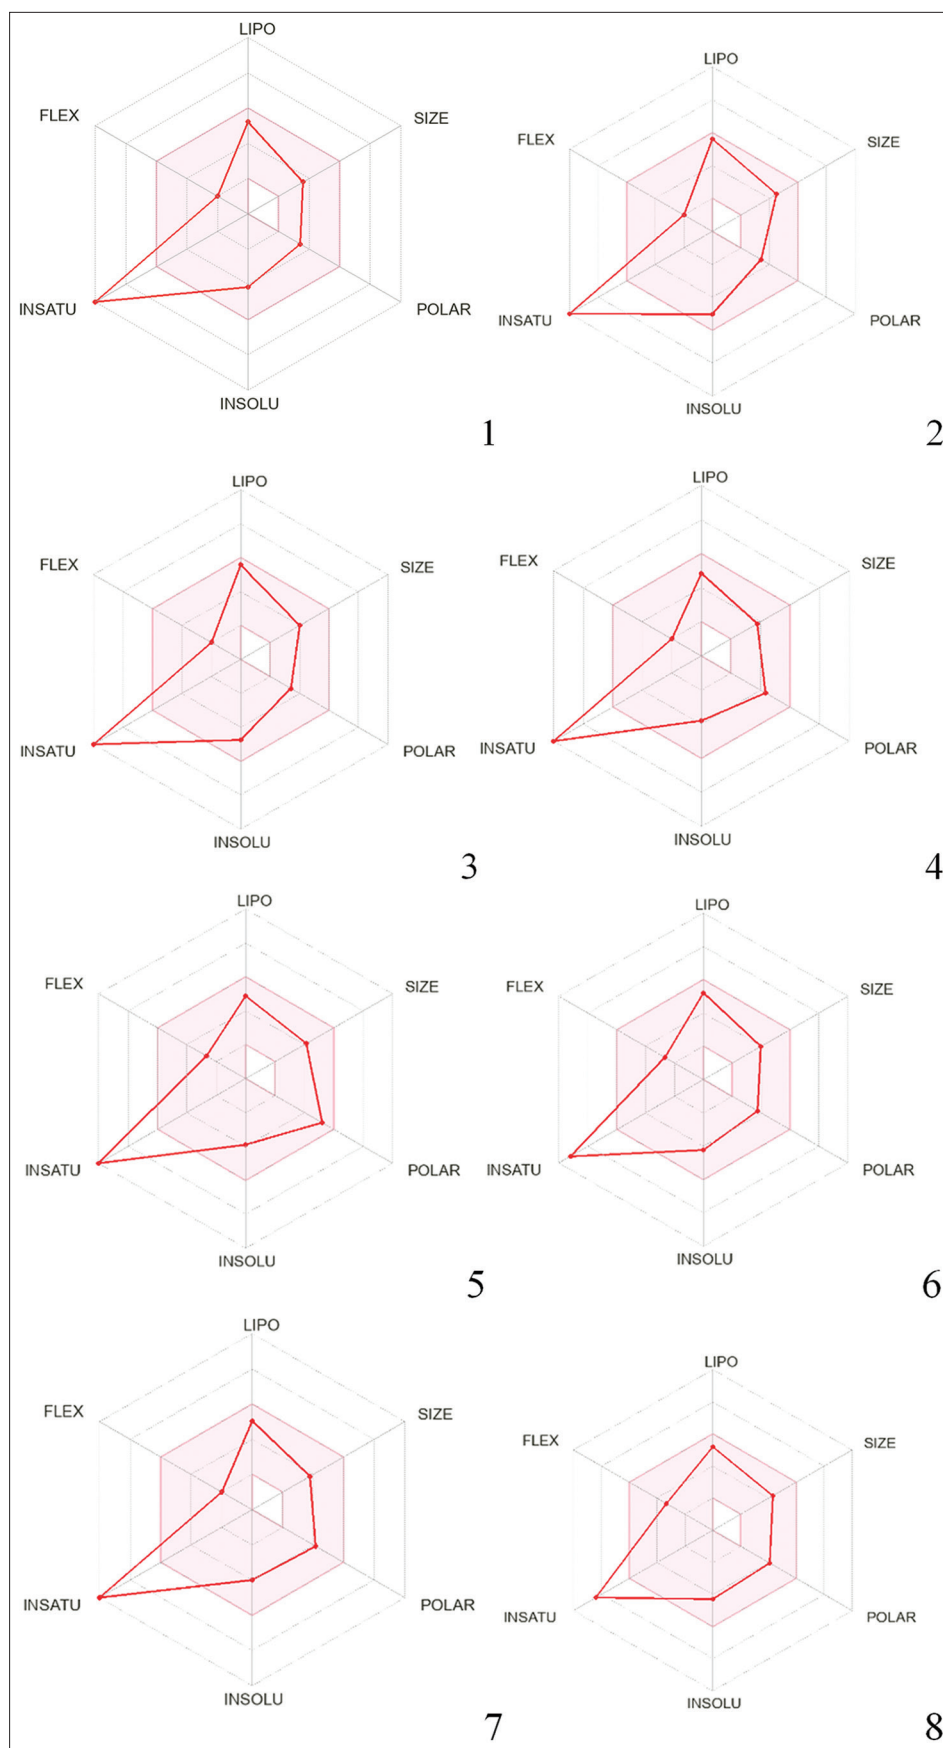 LIPO
FLEX
SIZE
INSATU
POLAR
INSOLU
1
LIPO
FLEX
SIZE
INSATU
POLAR
INSOLU
2
LIPO
FLEX
SIZE
INSATU
POLAR
INSOLU
3
LIPO
FLEX
SIZE
INSATU
POLAR
INSOLU
4
LIPO
FLEX
SIZE
INSATU
POLAR
INSOLU
5
LIPO
FLEX
SIZE
INSATU
POLAR
INSOLU
6
LIPO
FLEX
SIZE
INSATU
POLAR
INSOLU
7
LIPO
FLEX
SIZE
INSATU
POLAR
INSOLU
8